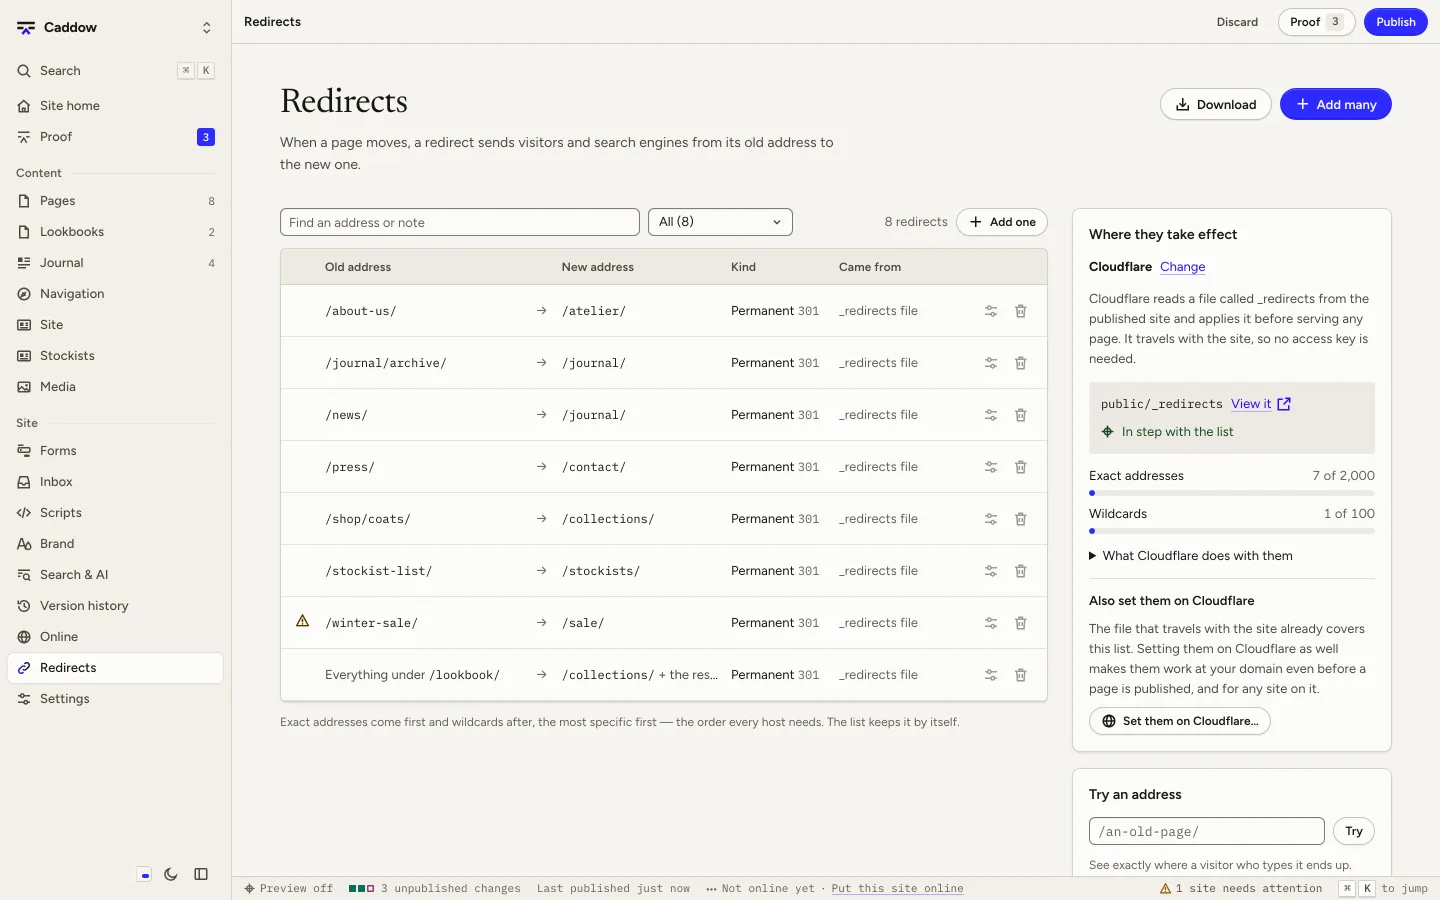 Caddow
Search ⌘ K
Site home
Proof 3
Content
Pages 8
Lookbooks 2
Journal 4
Navigation
Site
Stockists
Media
Site
Forms
Inbox
Scripts
Brand
Search & AI
Version history
Online
Redirects
Settings
Redirects
Discard
Proof 3
Publish
Redirects
When a page moves, a redirect sends visitors and search engines from its old address to
the new one.
Download
+ Add many
Find an address or note
All (8)
8 redirects
+ Add one
Old address New address Kind Came from
/about-us/ → /atelier/ Permanent 301 _redirects file
/journal/archive/ → /journal/ Permanent 301 _redirects file
/news/ → /journal/ Permanent 301 _redirects file
/press/ → /contact/ Permanent 301 _redirects file
/shop/coats/ → /collections/ Permanent 301 _redirects file
/stockist-list/ → /stockists/ Permanent 301 _redirects file
/winter-sale/ → /sale/ Permanent 301 _redirects file
Everything under /lookbook/ → /collections/ + the res... Permanent 301 _redirects file
Exact addresses come first and wildcards after, the most specific first — the order every host needs. The list keeps it by itself.
Where they take effect
Cloudflare Change
Cloudflare reads a file called _redirects from the
published site and applies it before serving any
page. It travels with the site, so no access key is
needed.
public/_redirects View it
In step with the list
Exact addresses 7 of 2,000
Wildcards 1 of 100
What Cloudflare does with them
Also set them on Cloudflare
The file that travels with the site already covers
this list. Setting them on Cloudflare as well
makes them work at your domain even before a
page is published, and for any site on it.
Set them on Cloudflare...
Try an address
/an-old-page/ Try
See exactly where a visitor who types it ends up.
Preview off
3 unpublished changes
Last published just now
Not online yet · Put this site online
1 site needs attention
⌘ K to jump